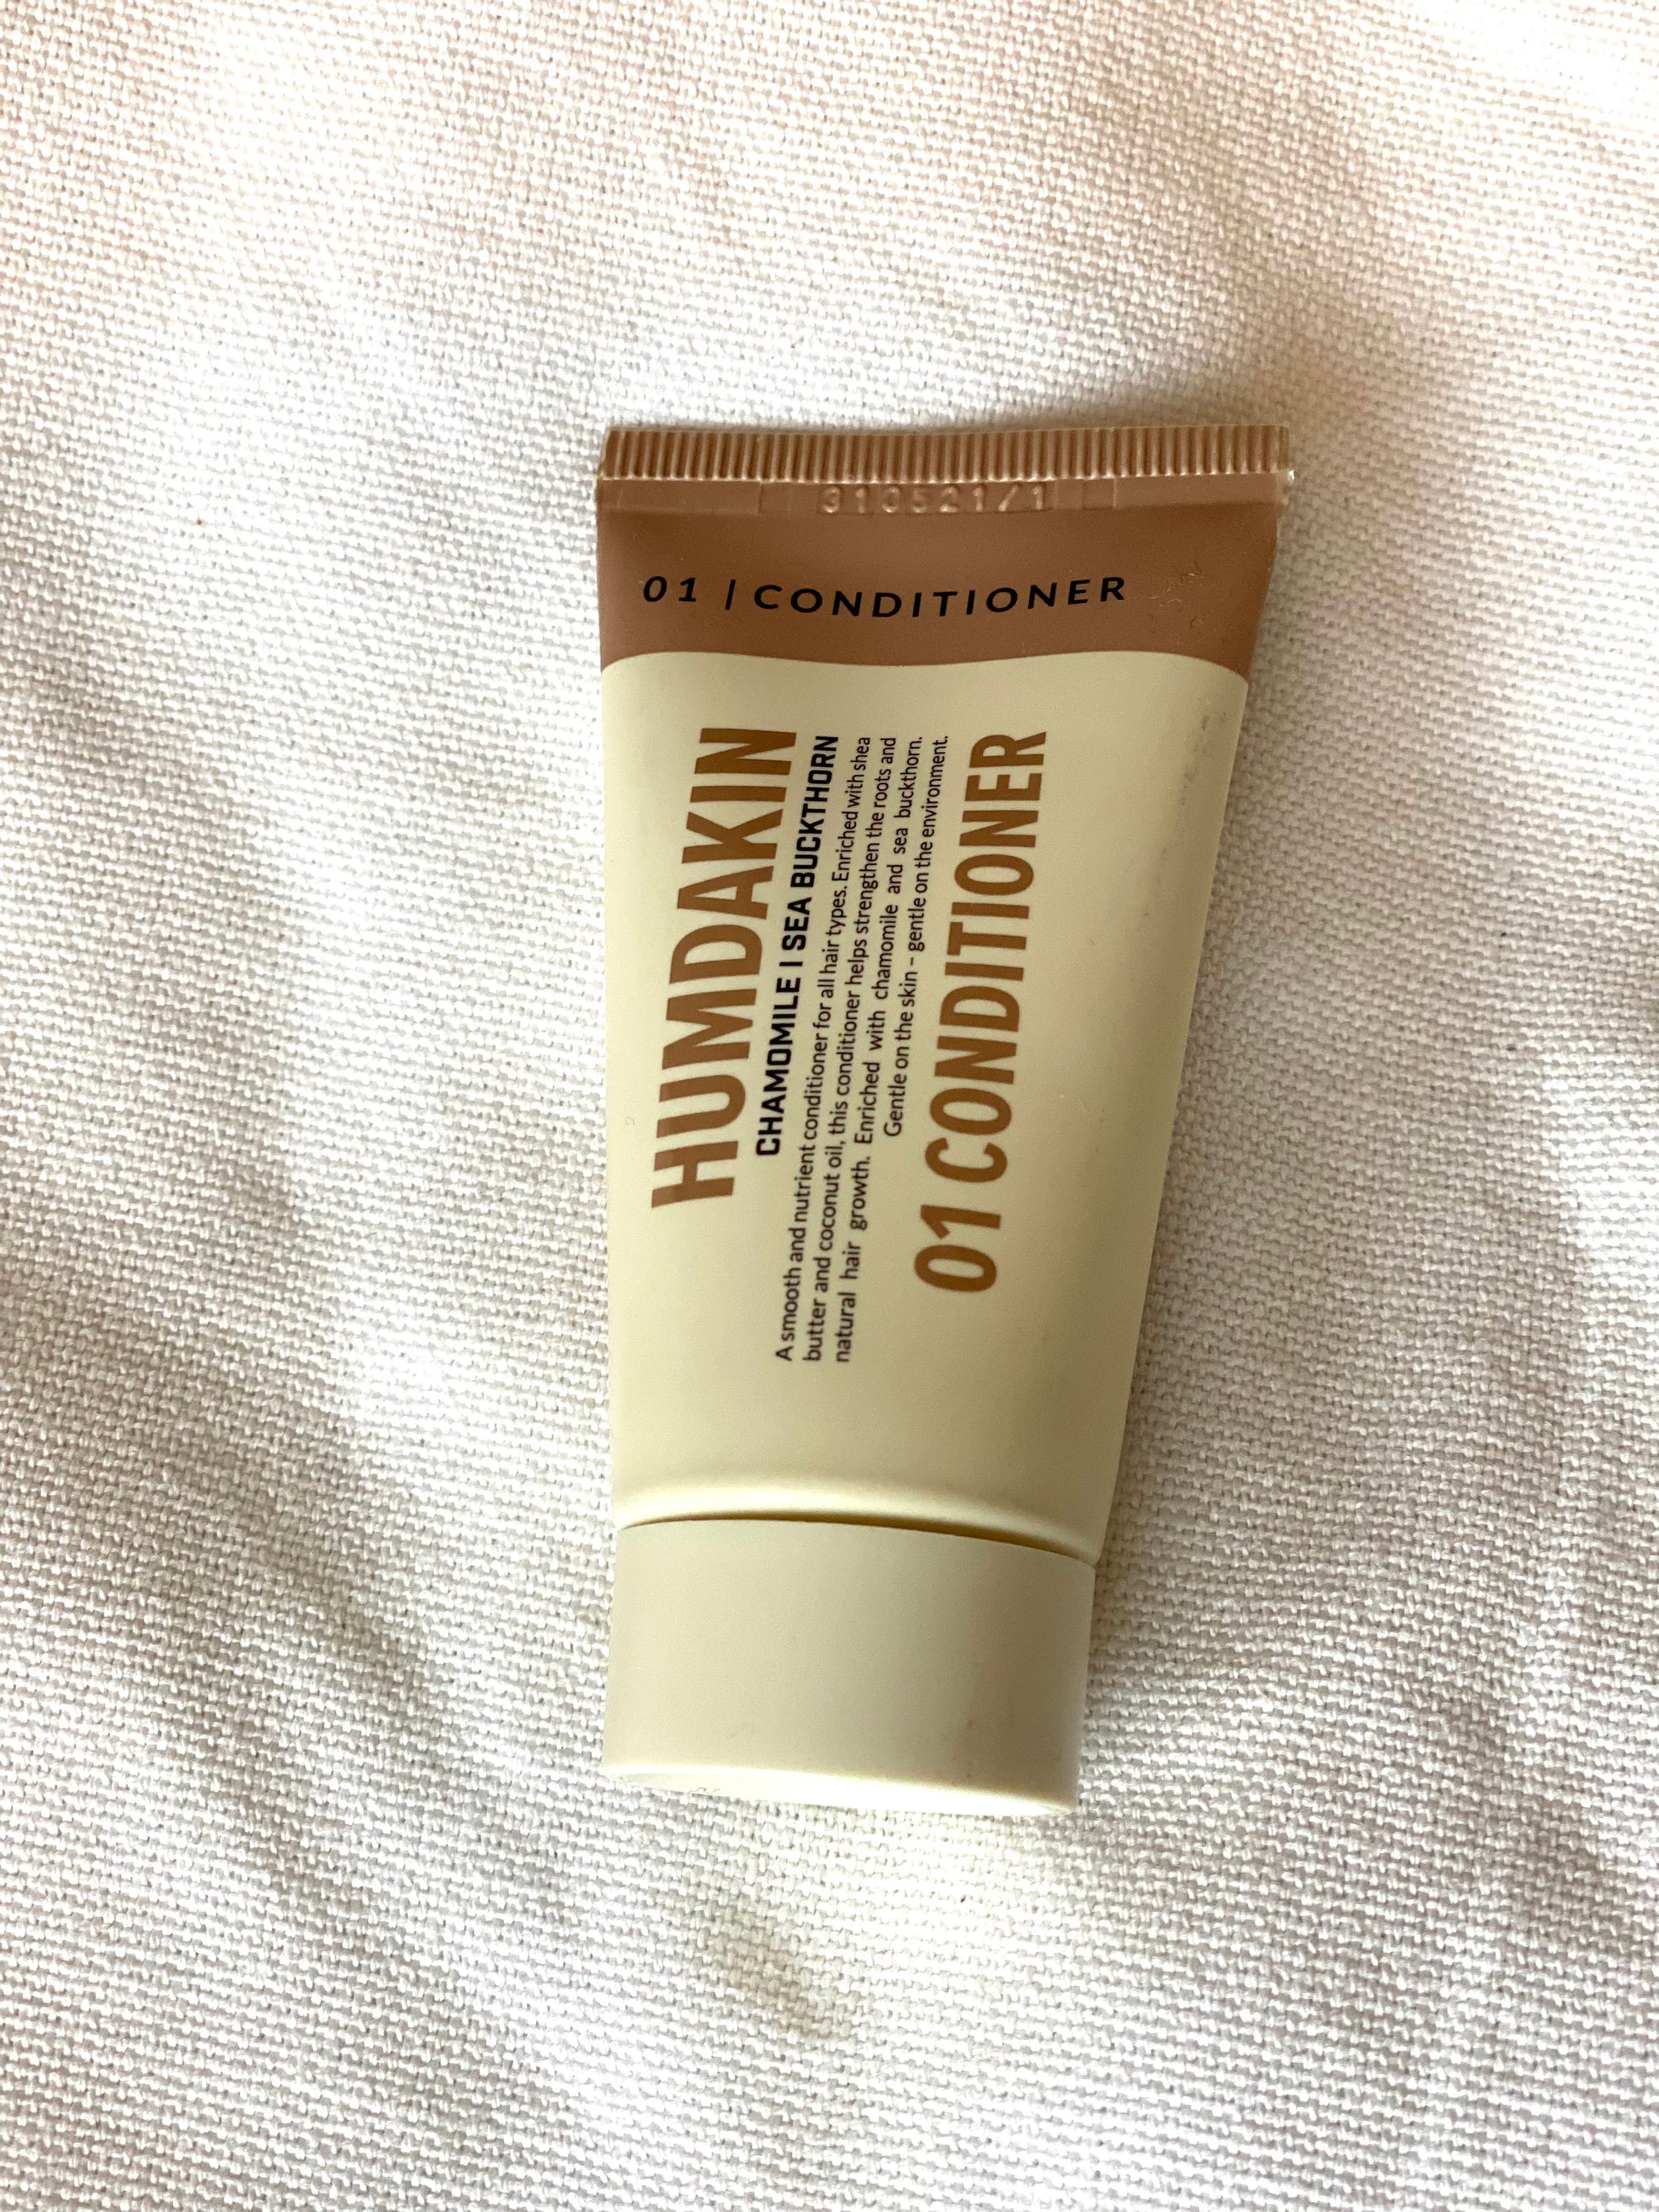 310521/1
01 | CONDITIONER
HUMDAKIN
CHAMOMILE | SEA BUCKTHORN
A smooth and nutrient conditioner for all hair types. Enriched with shea
butter and coconut oil, this conditioner helps strengthen the roots and
natural hair growth. Enriched with chamomile and sea buckthorn.
Gentle on the skin – gentle on the environment.
01 CONDITIONER